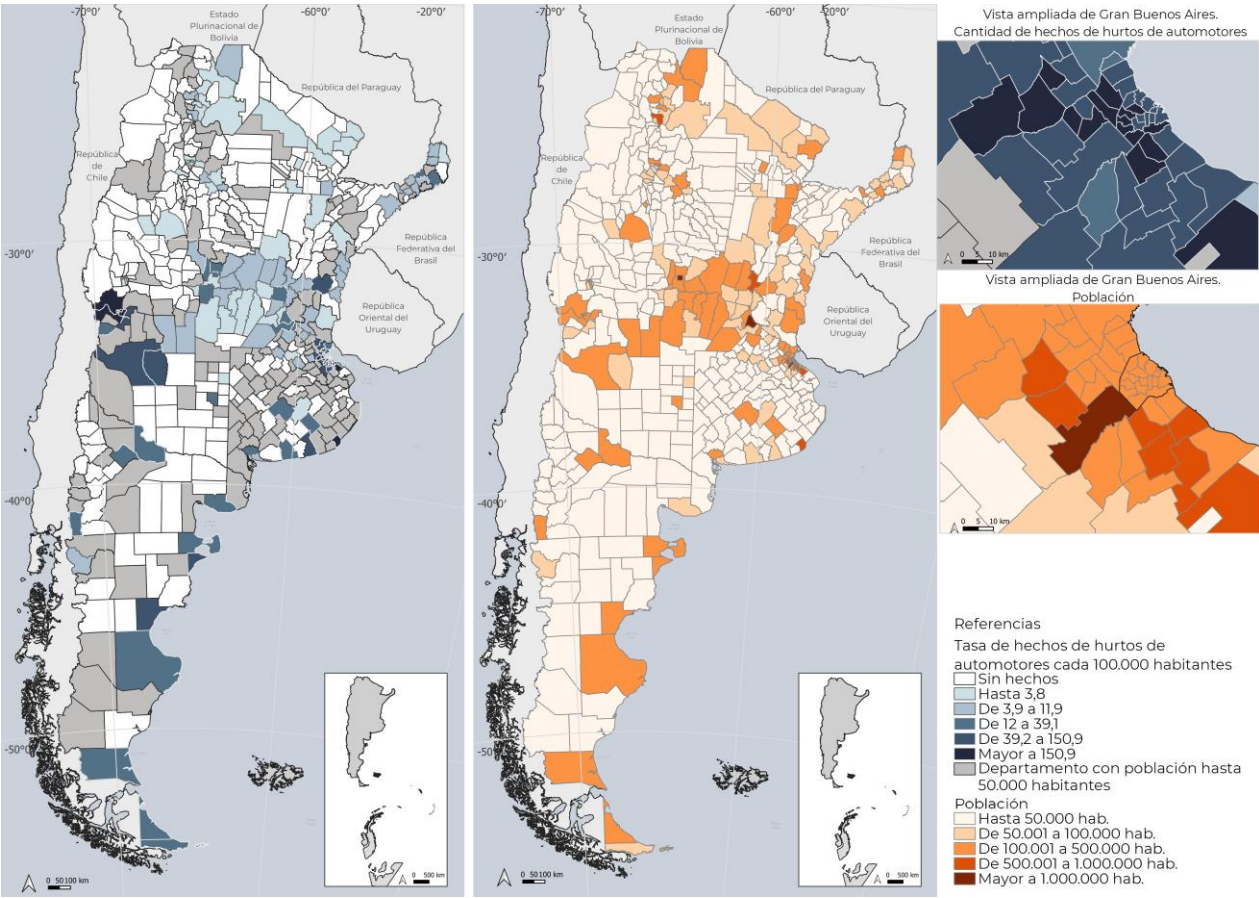 -70°0'
-60°0'
-20°0'
Estado
Plurinacional de
Bolivia
República del Paraguay
República
de
Chile
-70°0'
-30°0'
República
Federativa del
Brasil
República
Oriental del
Uruguay
-40°0'
-50°0'
0 50 100 km
0 500 km
-70°0'
-60°0'
-20°0'
Estado
Plurinacional de
Bolivia
República del Paraguay
República
de
Chile
-70°0'
-30°0'
República
Federativa del
Brasil
República
Oriental del
Uruguay
-40°0'
-50°0'
0 50 100 km
0 500 km
Vista ampliada de Gran Buenos Aires.
Cantidad de hechos de hurtos de automotores
0 5 10 km
Vista ampliada de Gran Buenos Aires.
Población
0 5 10 km
Referencias
Tasa de hechos de hurtos de
automotores cada 100.000 habitantes
Sin hechos
Hasta 3,8
De 3,9 a 11,9
De 12 a 39,1
De 39,2 a 150,9
Mayor a 150,9
Departamento con población hasta
50.000 habitantes
Población
Hasta 50.000 hab.
De 50.001 a 100.000 hab.
De 100.001 a 500.000 hab.
De 500.001 a 1.000.000 hab.
Mayor a 1.000.000 hab.